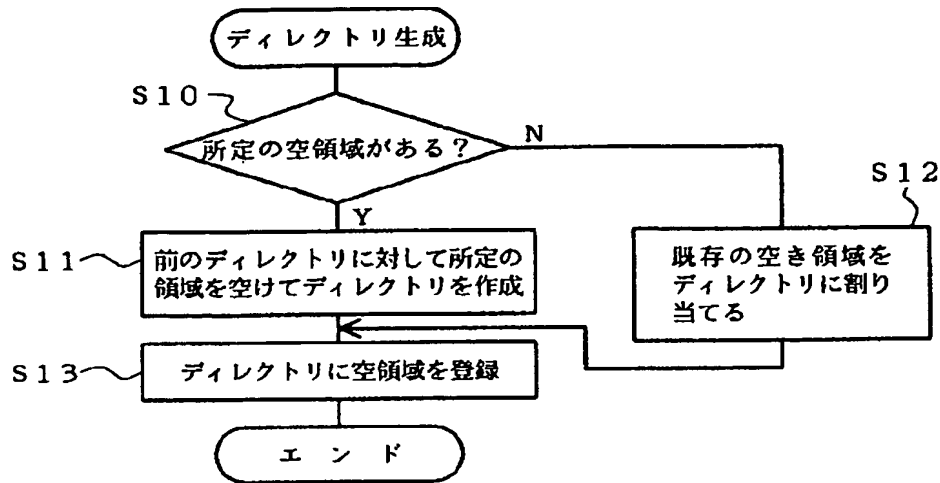 ディレクトリ生成
S10
所定の空領域がある?
N
S12
Y
S11
前のディレクトリに対して所定の
領域を空けてディレクトリを作成
既存の空き領域を
ディレクトリに割り
当てる
S13
ディレクトリに空領域を登録
エンド